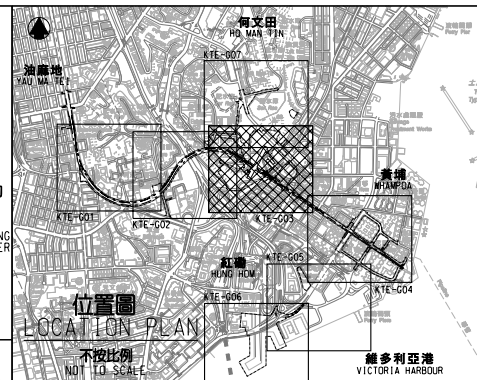 何文田
HO MAN TIN
KTE-G07
油麻地
YAU MA TEI
黃埔
WHAMPOA
KTE-G01
KTE-G02
KTE-G03
KTE-G04
紅磡
HUNG HOM
KTE-G05
KTE-G06
位置圖
LOCATION PLAN
不按比例
NOT TO SCALE
維多利亞港
VICTORIA HARBOUR